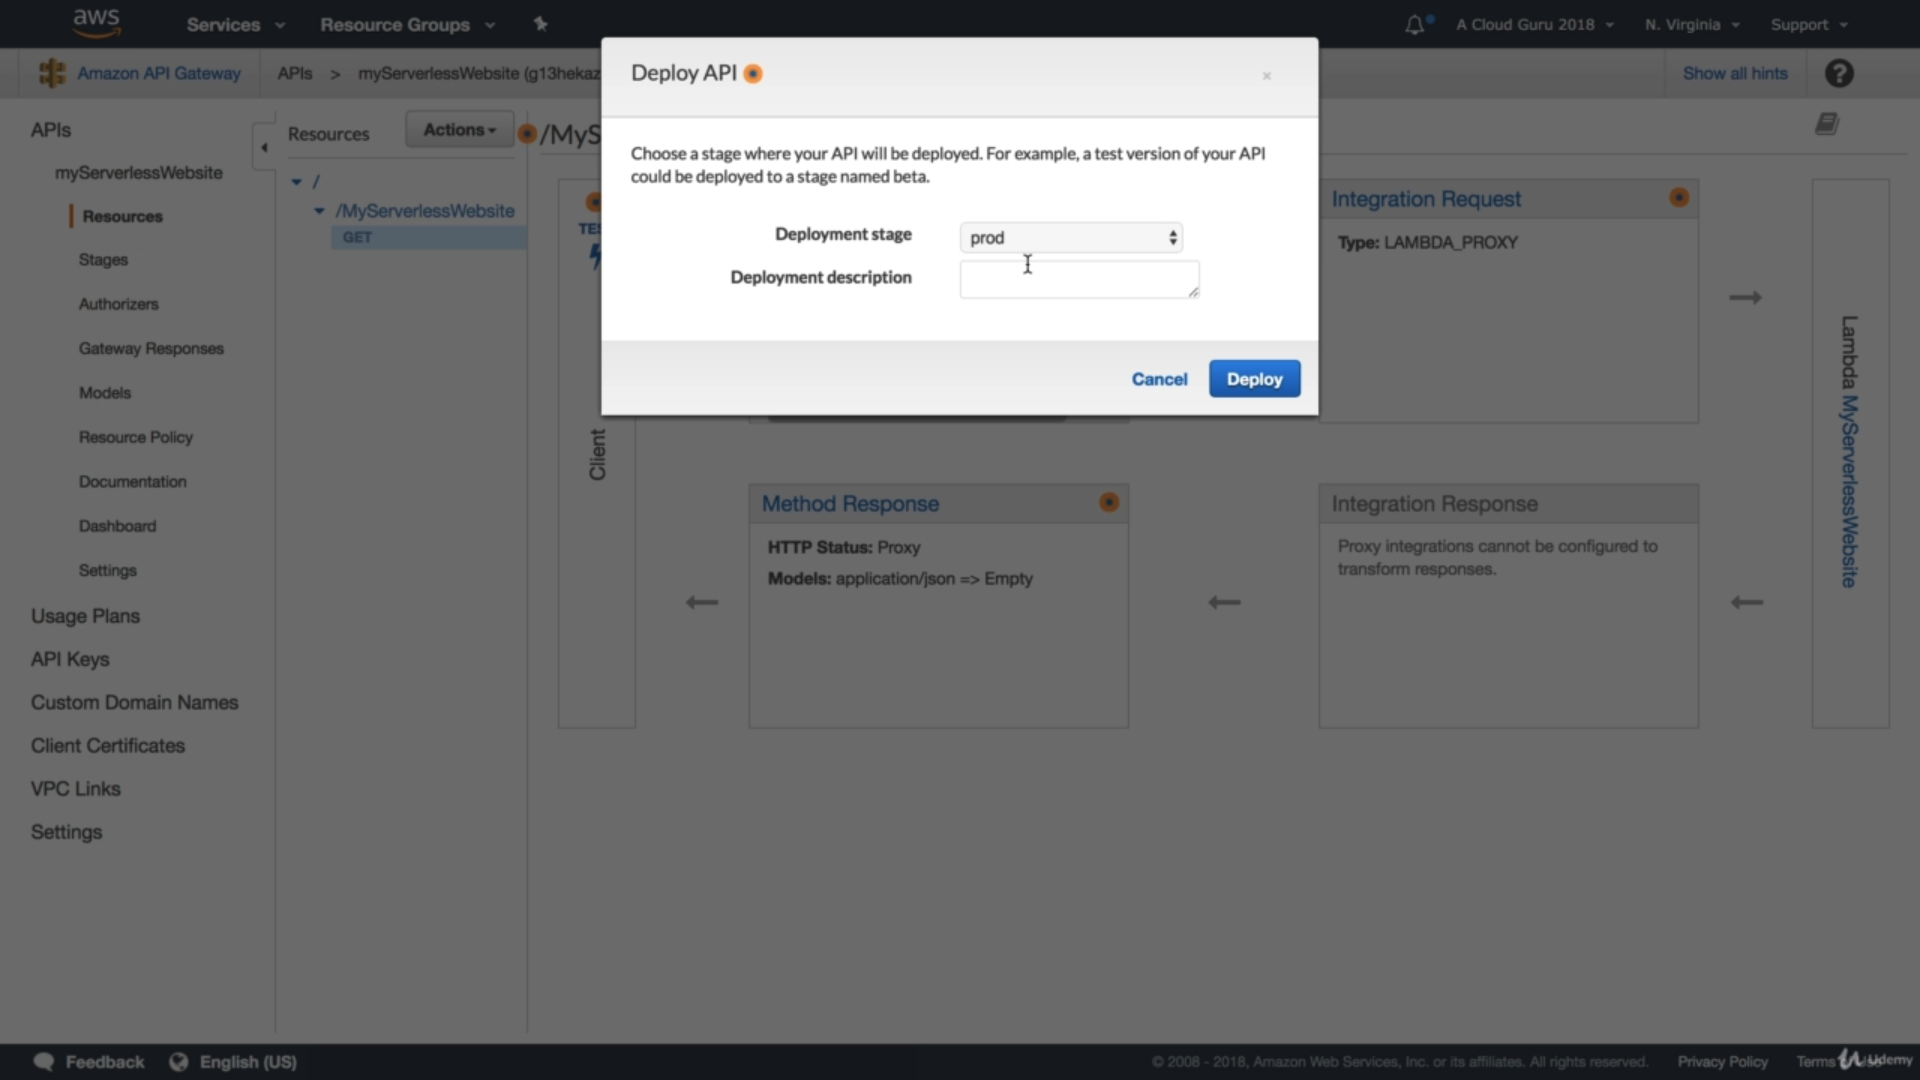 aws
Services
Resource Groups
A Cloud Guru 2018
N. Virginia
Support
Amazon API Gateway
APIs
>
myServerlessWebsite (g13hekaz
Show all hints
?
Deploy API
×
Choose a stage where your API will be deployed. For example, a test version of your API
could be deployed to a stage named beta.
Deployment stage
prod
Deployment description
Cancel
Deploy
APIs
myServerlessWebsite
Resources
Stages
Authorizers
Gateway Responses
Models
Resource Policy
Documentation
Dashboard
Settings
Usage Plans
API Keys
Custom Domain Names
Client Certificates
VPC Links
Settings
Resources
Actions
/
/MyServerlessWebsite
GET
/MyS
TES
Client
Integration Request
Type: LAMBDA_PROXY
Method Response
HTTP Status: Proxy
Models: application/json => Empty
Integration Response
Proxy integrations cannot be configured to
transform responses.
Lambda MyServerlessWebsite
Feedback
English (US)
© 2008 - 2018, Amazon Web Services, Inc. or its affiliates. All rights reserved.
Privacy Policy
Terms
Udemy